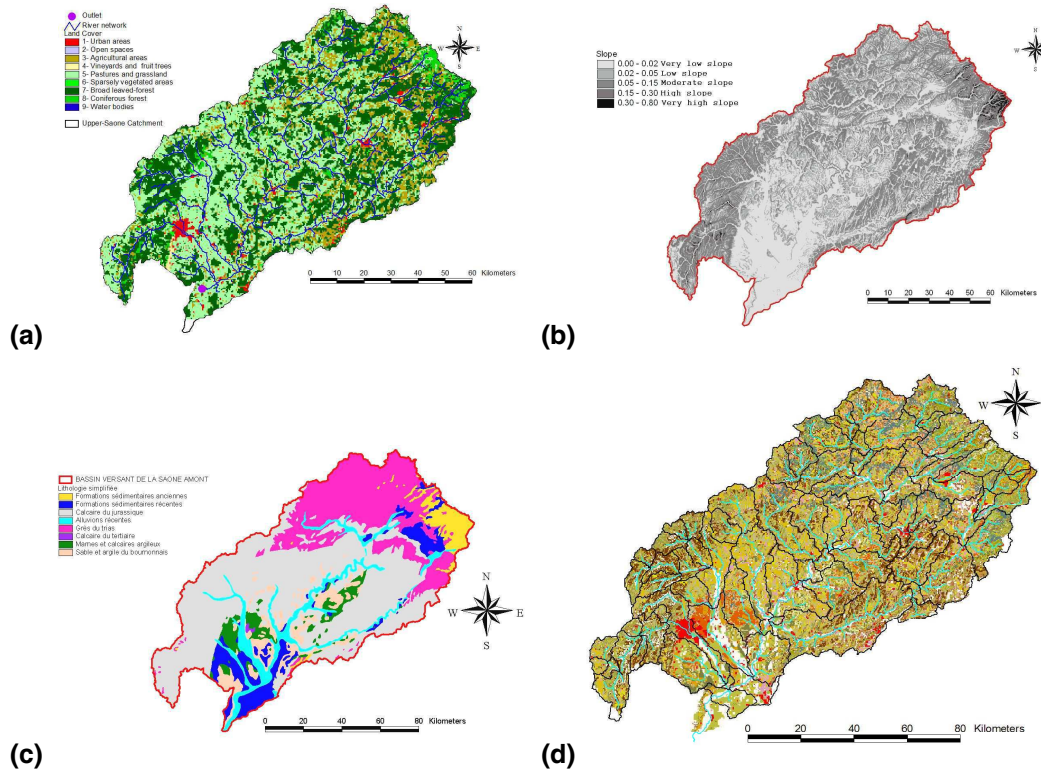 Outlet
River network
Land Cover
1- Urban areas
2- Open spaces
3- Agricultural areas
4- Vineyards and fruit trees
5- Pastures and grassland
6- Sparsely vegetated areas
7- Broad leaved-forest
8- Coniferous forest
9- Water bodies
Upper-Saone Catchment
N
W E
S
0 10 20 30 40 50 60 Kilometers
(a)
Slope
0.00 - 0.02 Very low slope
0.02 - 0.05 Low slope
0.05 - 0.15 Moderate slope
0.15 - 0.30 High slope
0.30 - 0.80 Very high slope
N
W
S
0 10 20 30 40 50 60 Kilometers
(b)
BASSIN VERSANT DE LA SAONE AMONT
Lithologie simplifiée
Formations sédimentaires anciennes
Formations sédimentaires récentes
Calcaire du jurassique
Alluvions récentes
Grès du trias
Calcaire du tertiaire
Marnes et calcaires argileux
Sable et argile du bournonnais
N
W E
S
0 20 40 60 80 Kilometers
(c)
N
W E
S
0 20 40 60 80 Kilometers
(d)